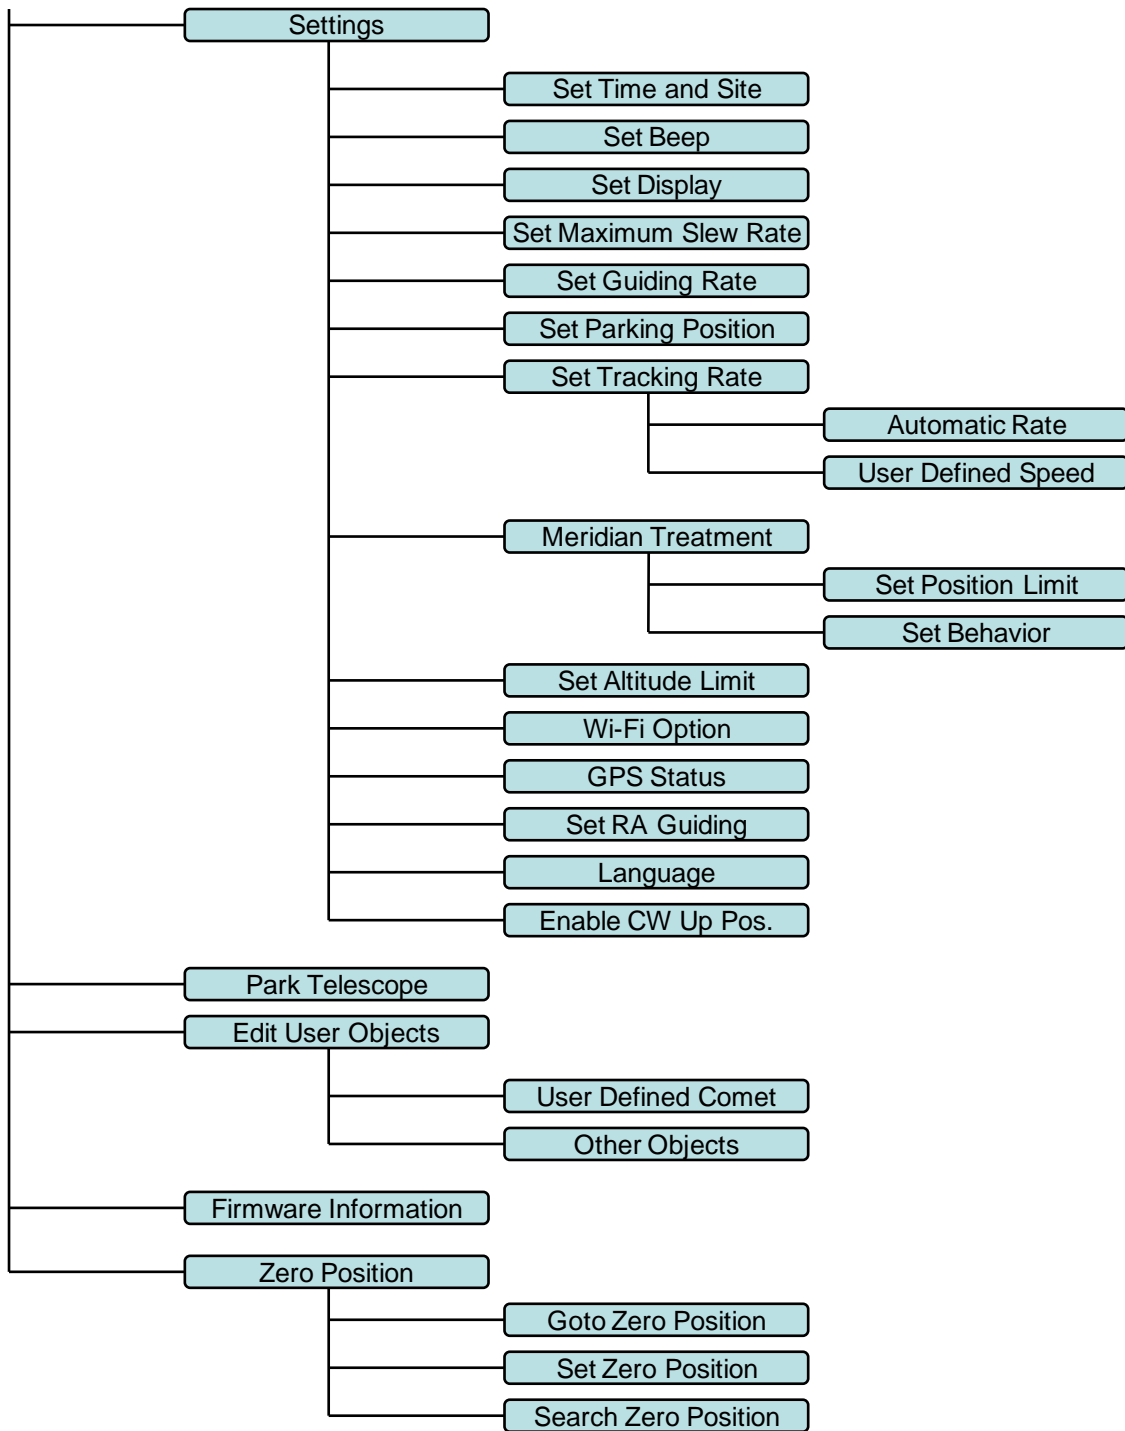 Settings
Set Time and Site
Set Beep
Set Display
Set Maximum Slew Rate
Set Guiding Rate
Set Parking Position
Set Tracking Rate
Automatic Rate
User Defined Speed
Meridian Treatment
Set Position Limit
Set Behavior
Set Altitude Limit
Wi-Fi Option
GPS Status
Set RA Guiding
Language
Enable CW Up Pos.
Park Telescope
Edit User Objects
User Defined Comet
Other Objects
Firmware Information
Zero Position
Goto Zero Position
Set Zero Position
Search Zero Position